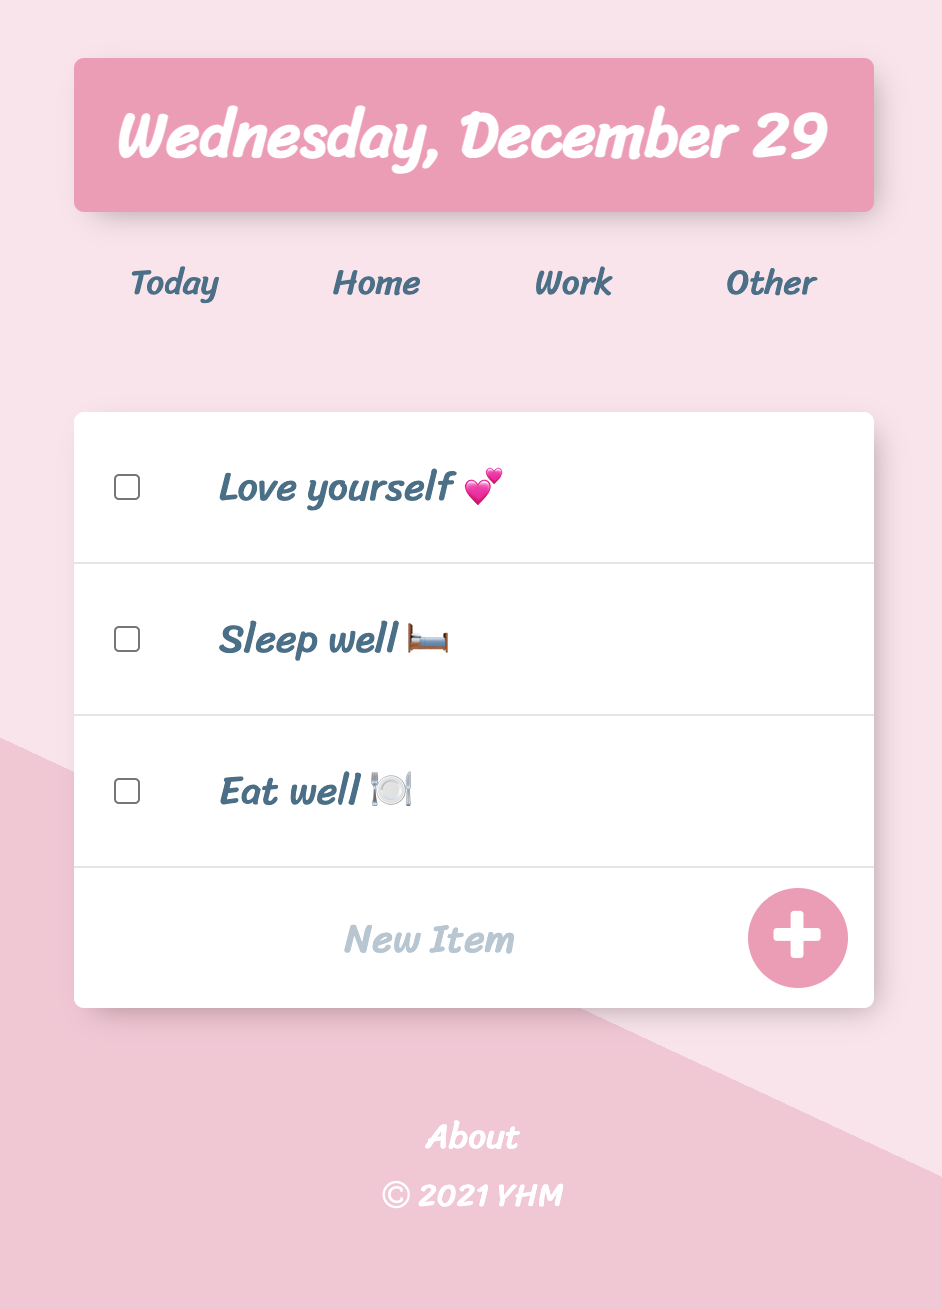 Wednesday, December 29
Today Home Work Other
Love yourself 💕
Sleep well 🛏️
Eat well 🍽️
New Item
About
© 2021 YHM